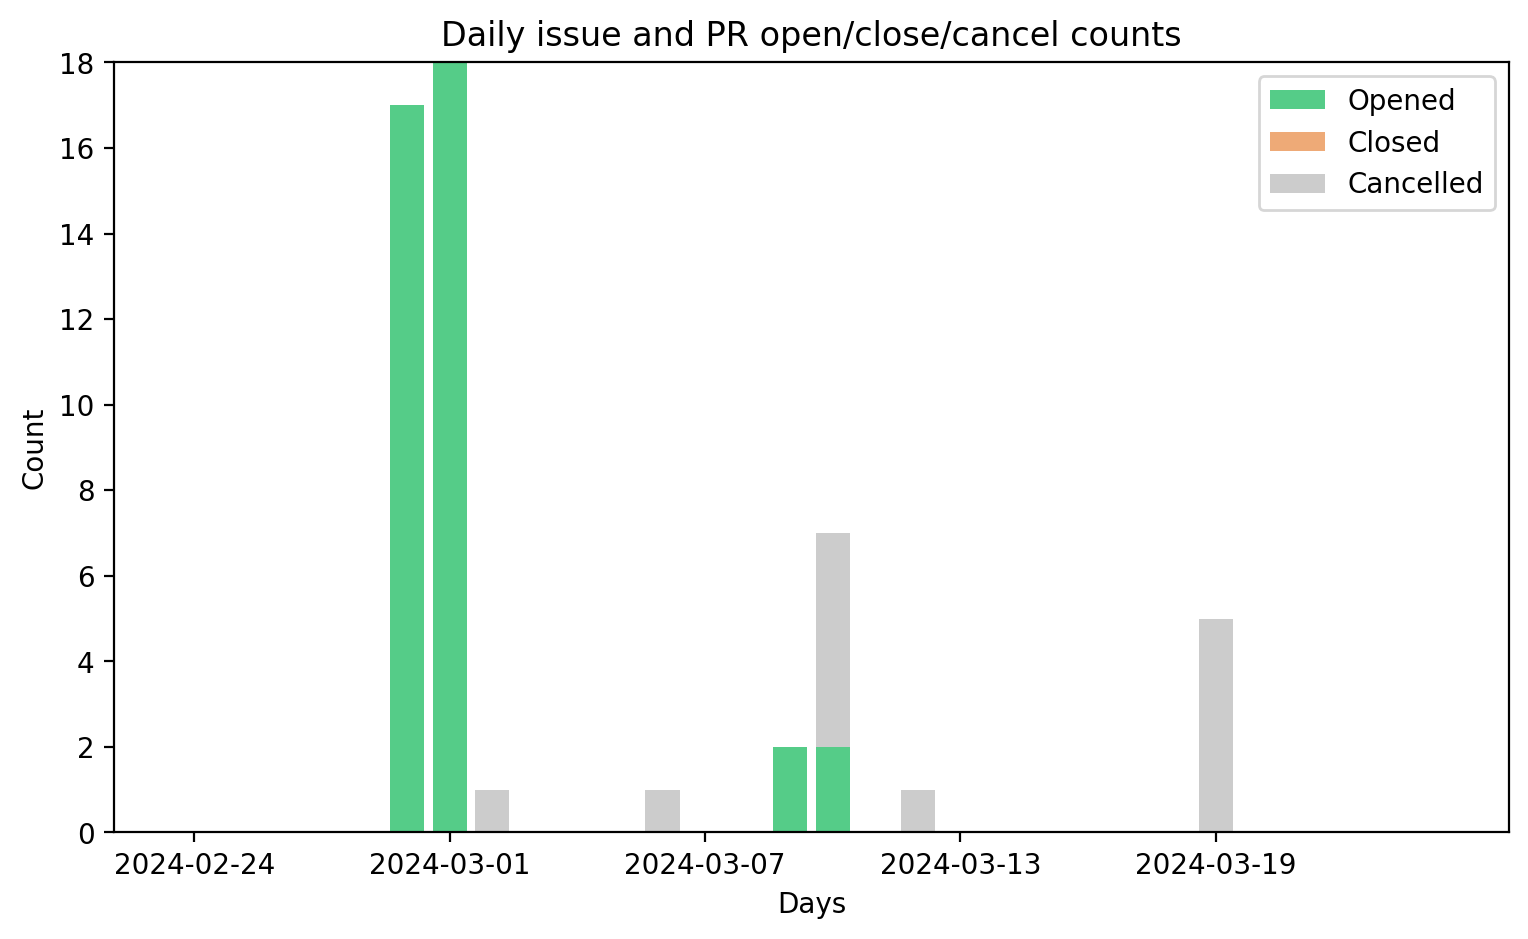 Daily issue and PR open/close/cancel counts
18
16
14
12
10
8
6
4
2
0
Count
Opened
Closed
Cancelled
2024-02-24
2024-03-01
2024-03-07
2024-03-13
2024-03-19
Days